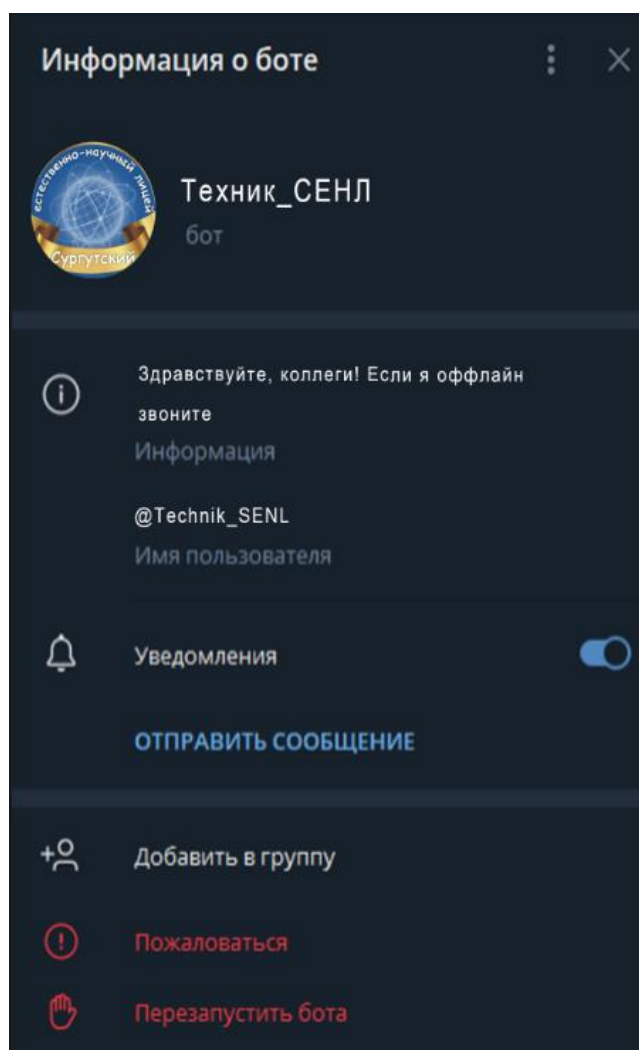 Информация о боте
естественно-научный лицей
Сургутский
Техник_СЕНЛ
бот
Здравствуйте, коллеги! Если я оффлайн
звоните
Информация
@Technik_SENL
Имя пользователя
Уведомления
ОТПРАВИТЬ СООБЩЕНИЕ
Добавить в группу
Пожаловаться
Перезапустить бота